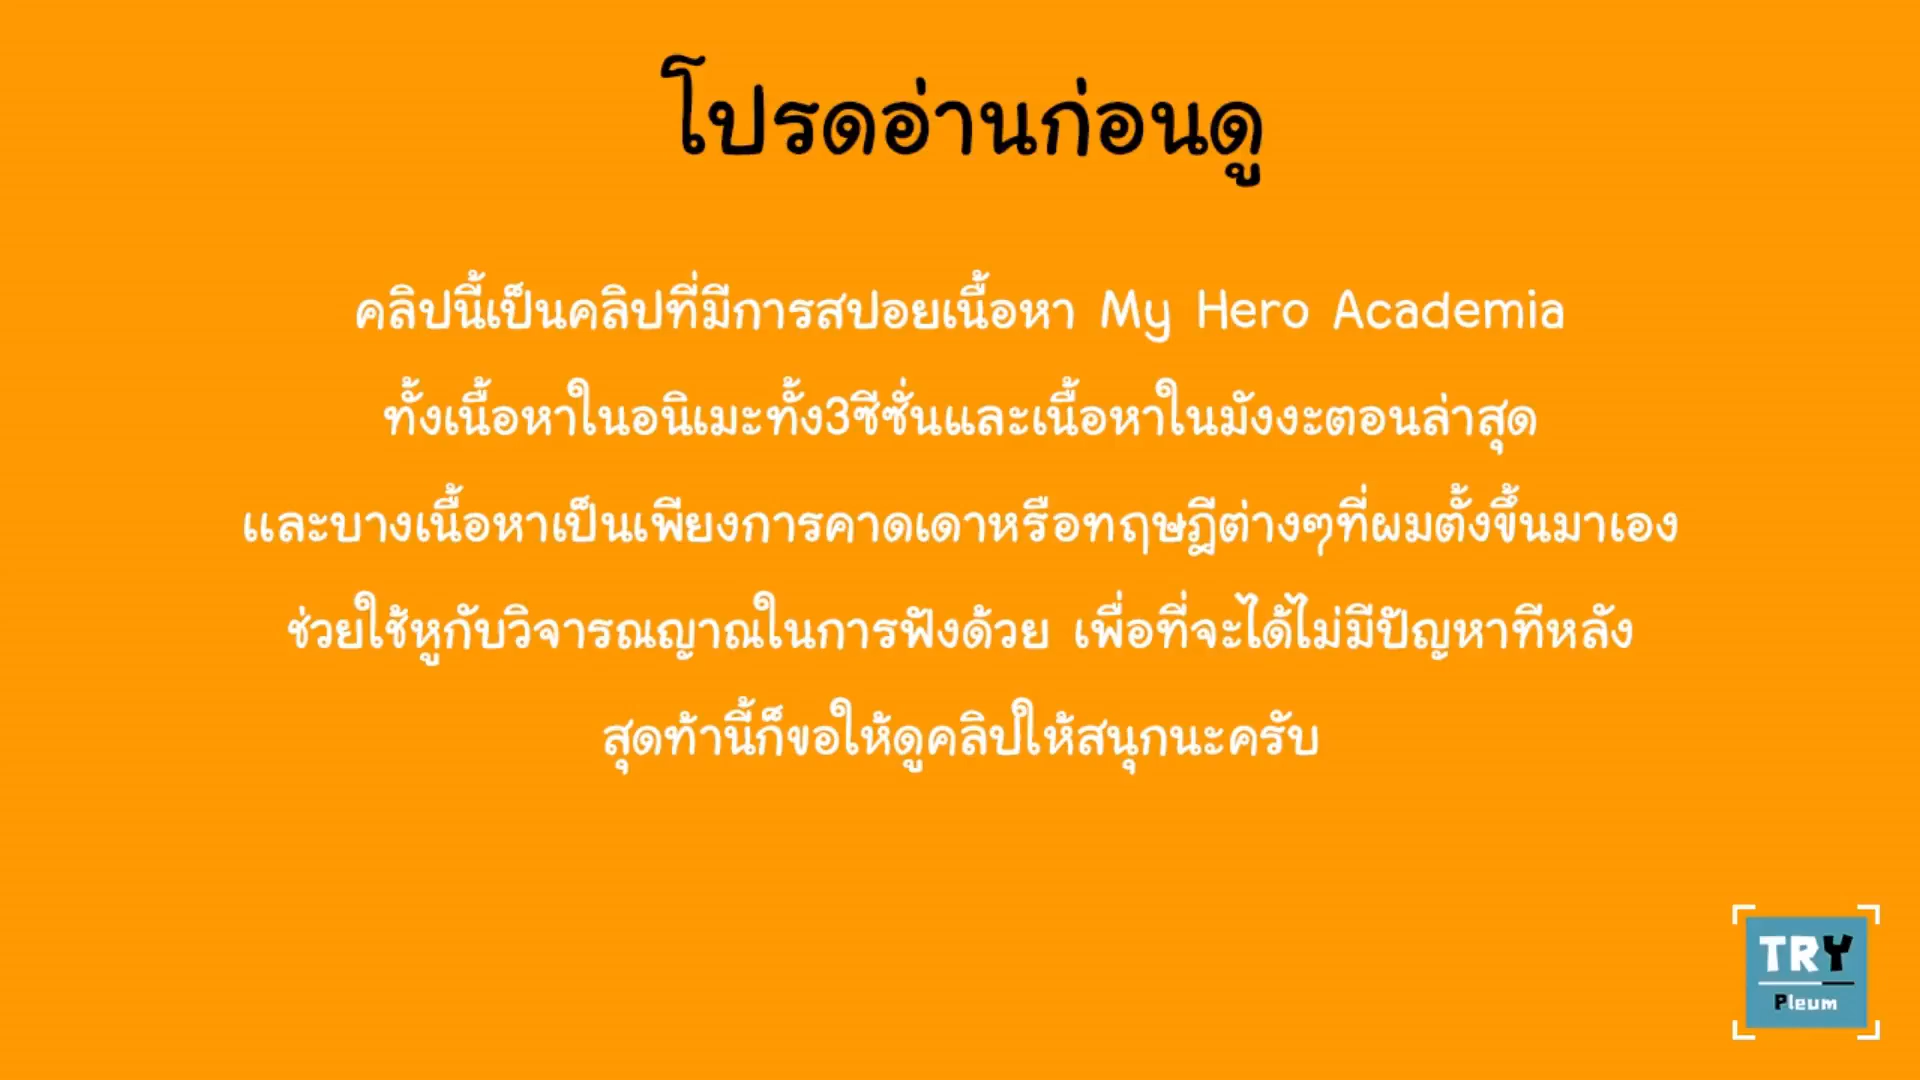 โปรดอ่านก่อนดู
คลิปนี้เป็นคลิปที่มีการสปอยเนื้อหา My Hero Academia
ทั้งเนื้อหาในอนิเมะทั้ง3ซีซั่นและเนื้อหาในมังงะตอนล่าสุด
และบางเนื้อหาเป็นเพียงการคาดเดาหรือทฤษฎีต่างๆที่ผมตั้งขึ้นมาเอง
ช่วยใช้หูกับวิจารณญาณในการฟังด้วย เพื่อที่จะได้ไม่มีปัญหาทีหลัง
สุดท้านี้ก็ขอให้ดูคลิปให้สนุกนะครับ
TRY
Pleum